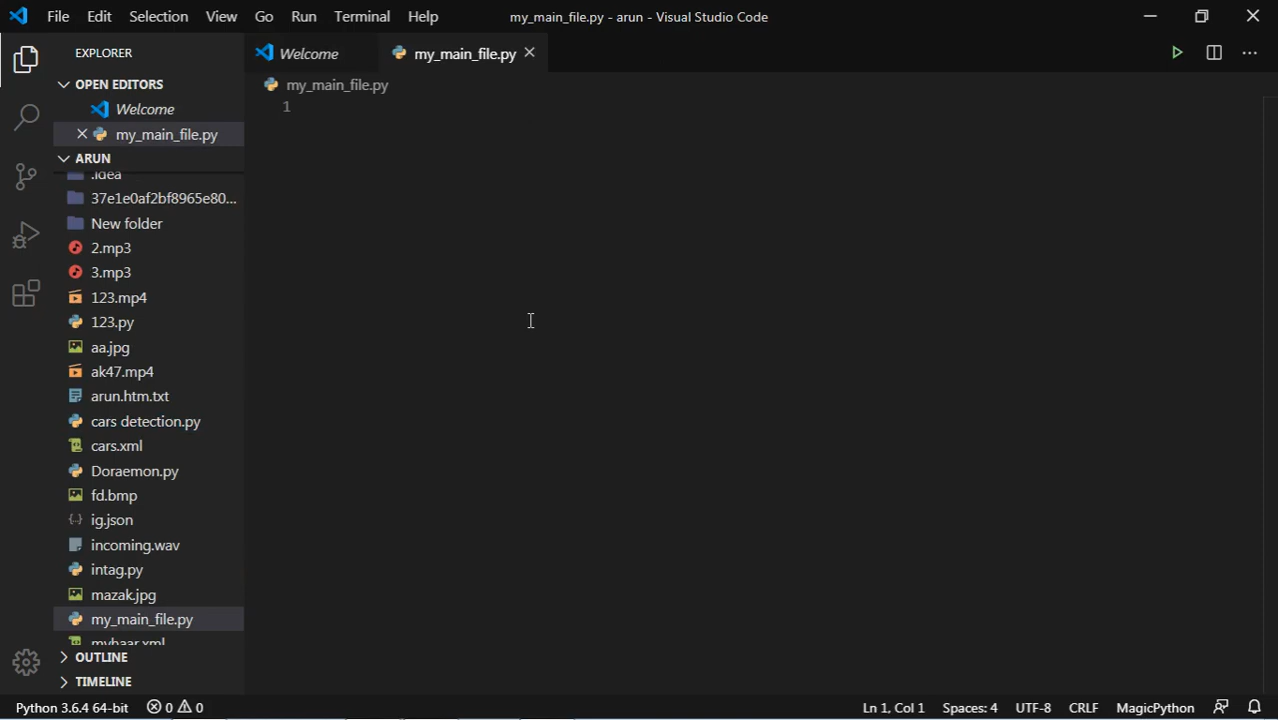 File Edit Selection View Go Run Terminal Help my_main_file.py - arun - Visual Studio Code
EXPLORER
OPEN EDITORS
Welcome
my_main_file.py
ARUN
.idea
37e1e0af2bf8965e80...
New folder
2.mp3
3.mp3
123.mp4
123.py
aa.jpg
ak47.mp4
arun.htm.txt
cars detection.py
cars.xml
Doraemon.py
fd.bmp
ig.json
incoming.wav
intag.py
mazak.jpg
my_main_file.py
myhaar.xml
OUTLINE
TIMELINE
Welcome my_main_file.py
my_main_file.py
1
Python 3.6.4 64-bit 0 0 Ln 1, Col 1 Spaces: 4 UTF-8 CRLF MagicPython